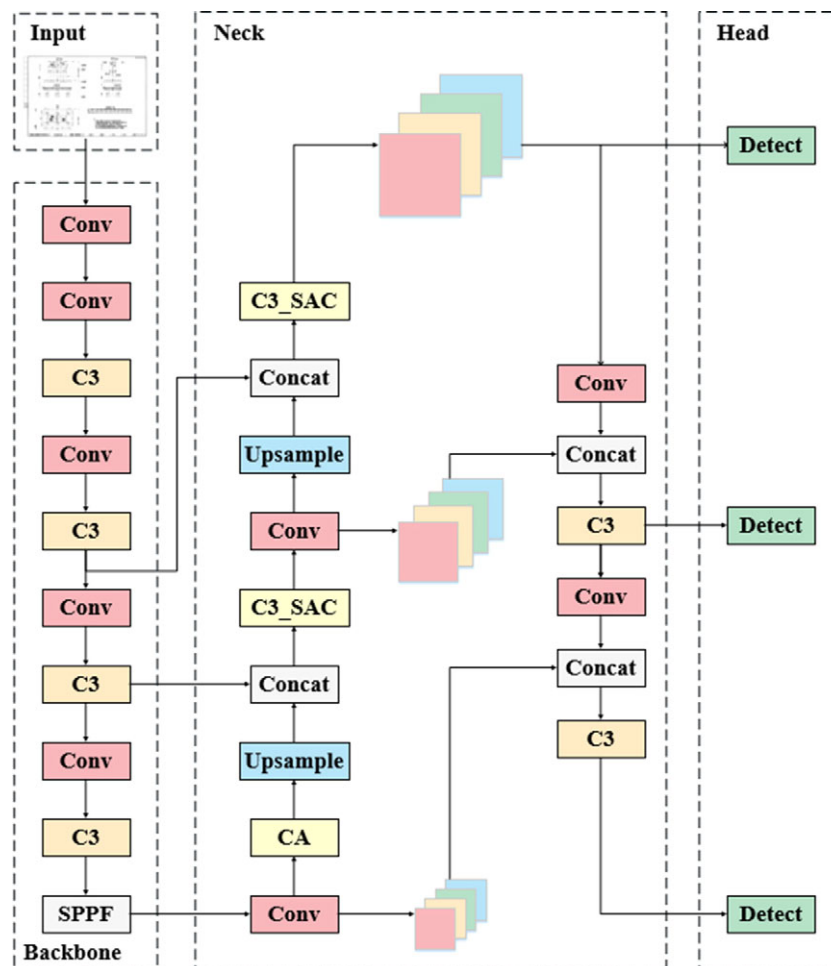 Input
Neck
Head
Detect
Conv
Conv
C3_SAC
C3
Concat
Conv
Conv
Upsample
Concat
C3
Conv
C3
Detect
Conv
C3_SAC
Conv
C3
Concat
Concat
Conv
Upsample
C3
C3
CA
SPPF
Conv
Detect
Backbone